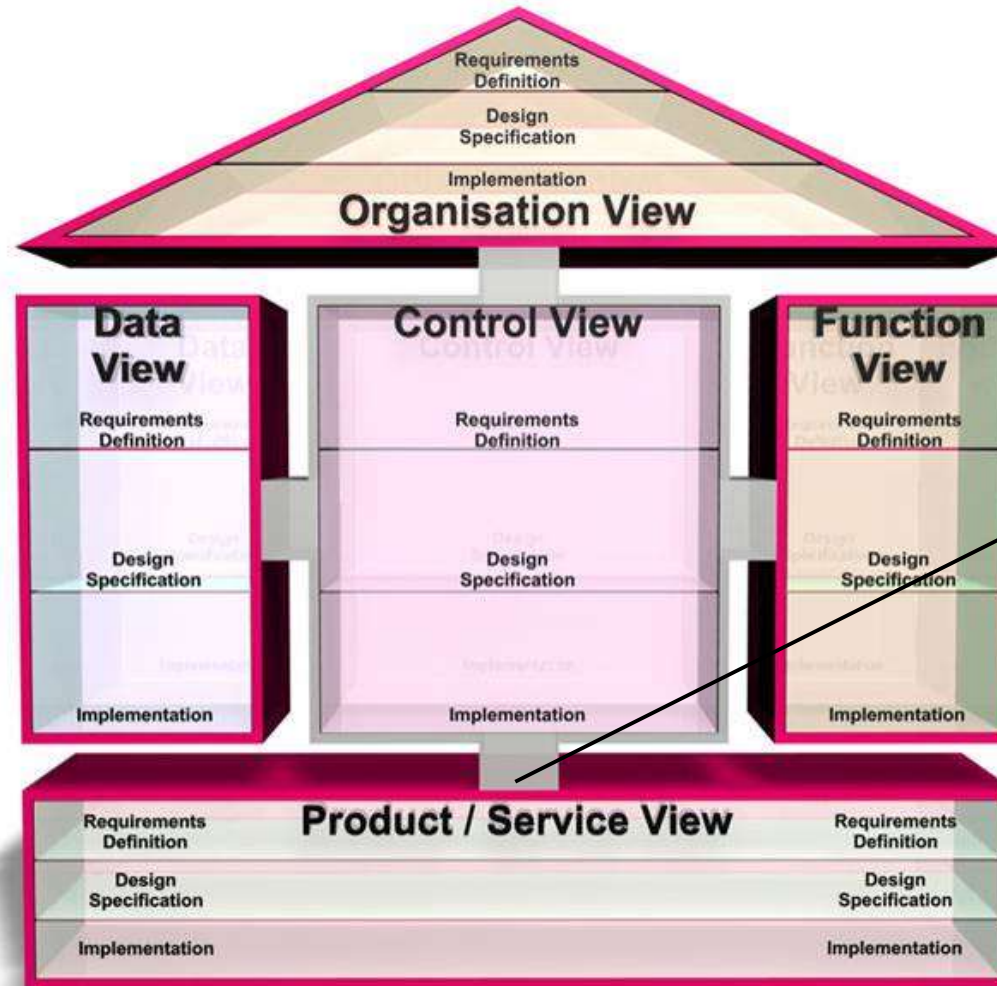 Requirements
Definition
Design
Specification
Implementation
Organisation View
Data
View
Requirements
Definition
Design
Specification
Implementation
Control View
Requirements
Definition
Design
Specification
Implementation
Function
View
Requirements
Definition
Design
Specification
Implementation
Product / Service View
Requirements
Definition
Design
Specification
Implementation
Requirements
Definition
Design
Specification
Implementation